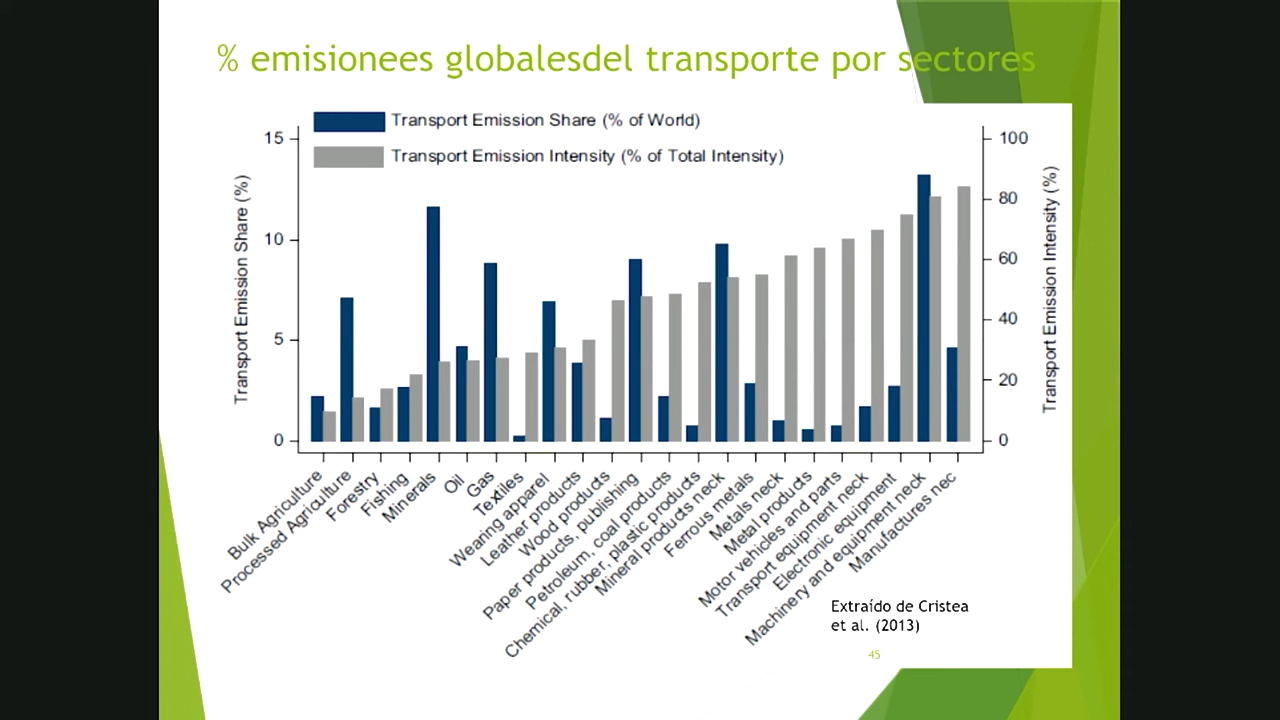 % emisionees globalesdel transporte por sectores
Transport Emission Share (% of World)
Transport Emission Intensity (% of Total Intensity)
Transport Emission Share (%)
15
10
5
0
100
80
60
40
20
0
Transport Emission Intensity (%)
Bulk Agriculture
Processed Agriculture
Forestry
Fishing
Minerals
Oil
Gas
Textiles
Wearing apparel
Leather products
Wood products
Paper products, publishing
Petroleum, coal products
Chemical, rubber, plastic products
Mineral products neck
Ferrous metals
Metals neck
Metal products
Motor vehicles and parts
Transport equipment neck
Electronic equipment
Machinery and equipment neck
Manufactures nec
Extraído de Cristea
et al. (2013)
45